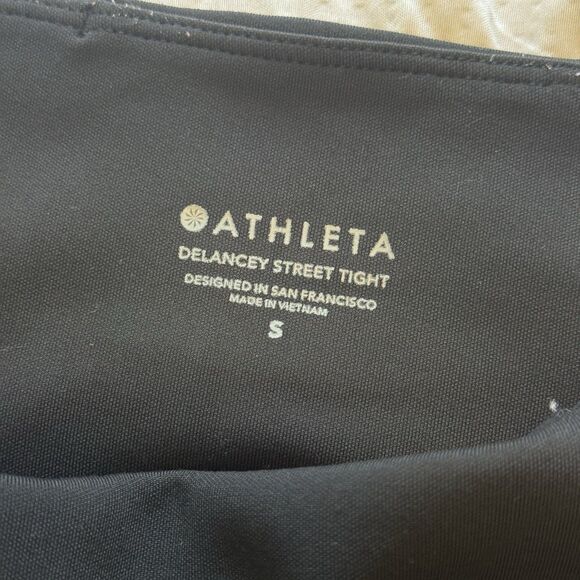 ATHLETA
DELANCEY STREET TIGHT
DESIGNED IN SAN FRANCISCO
MADE IN VIETNAM
S